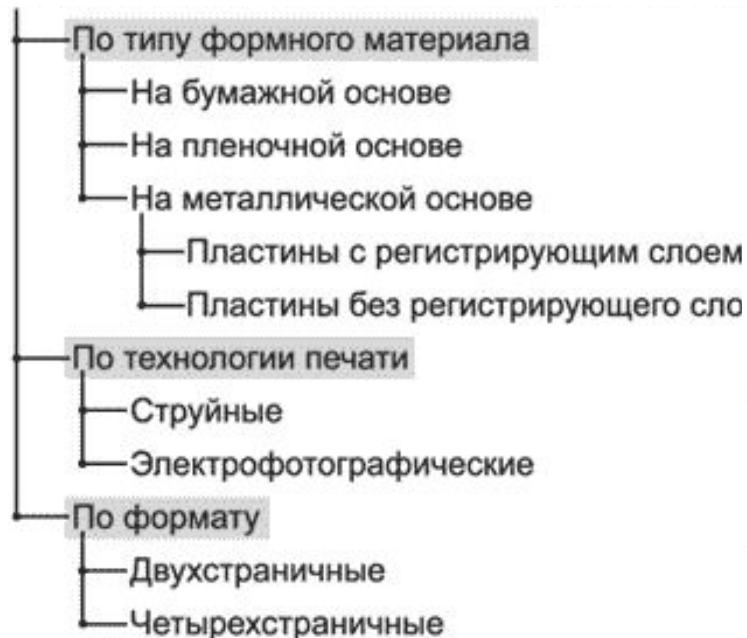 По типу формного материала
На бумажной основе
На пленочной основе
На металлической основе
Пластины с регистрирующим слоем
Пластины без регистрирующего сло
По технологии печати
Струйные
Электрофотографические
По формату
Двухстраничные
Четырехстраничные